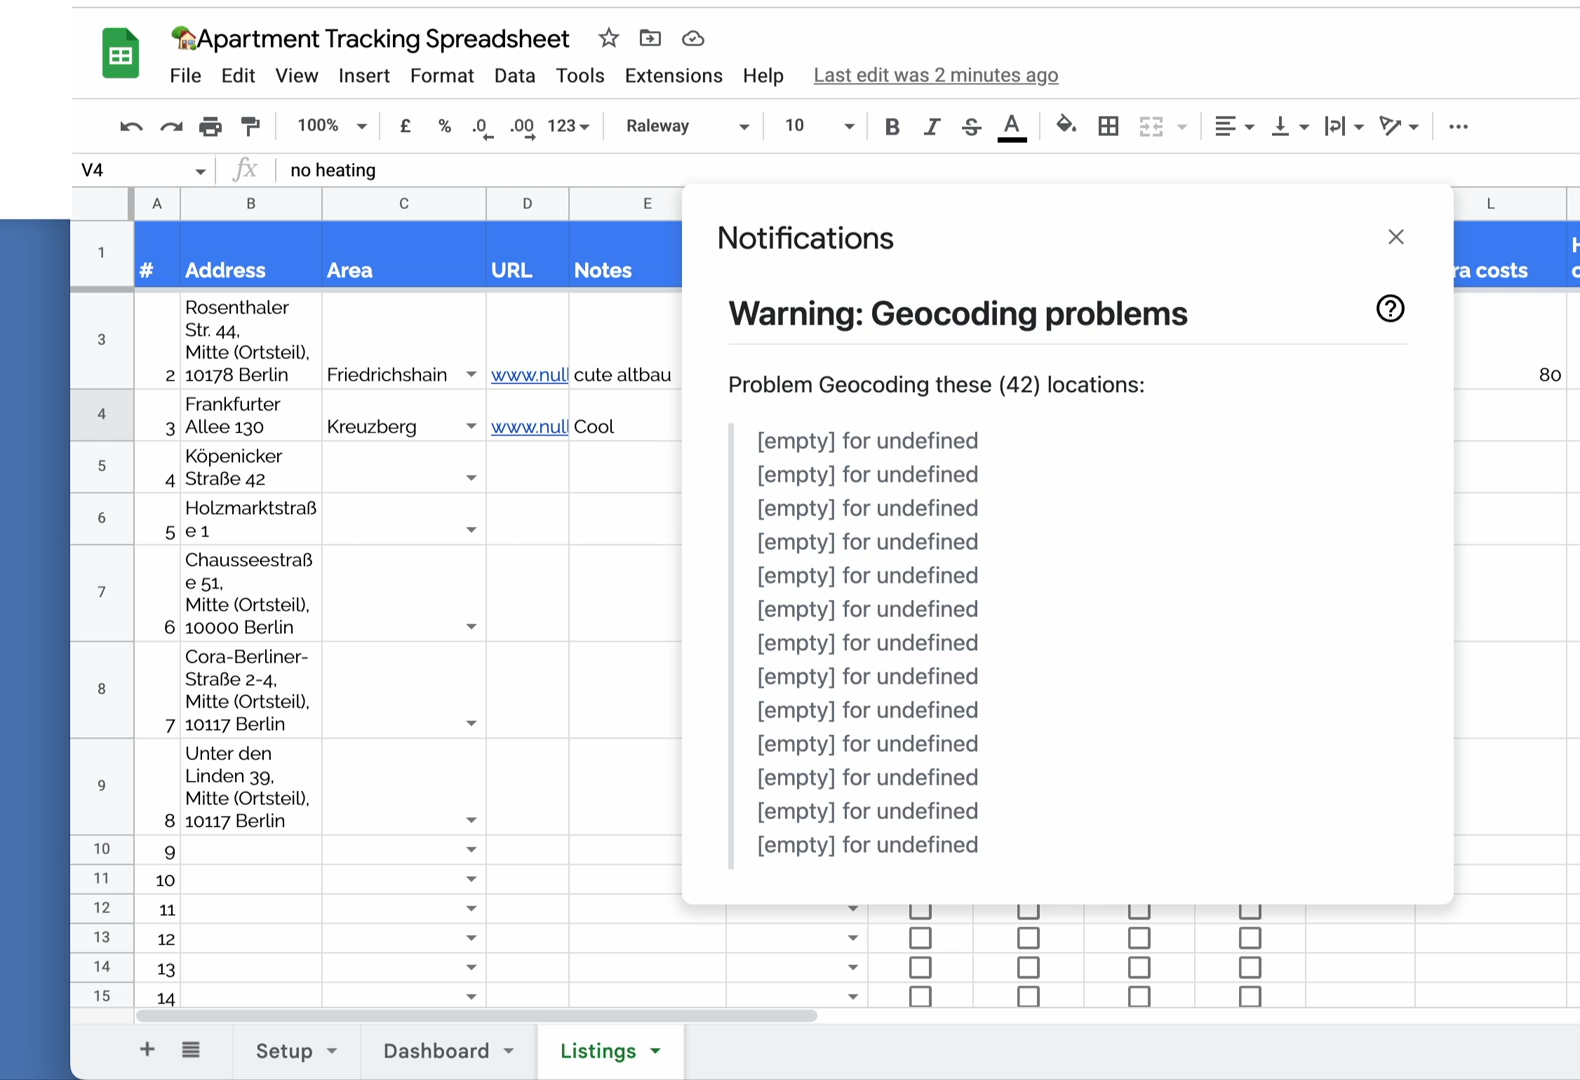 Apartment Tracking Spreadsheet
File Edit View Insert Format Data Tools Extensions Help Last edit was 2 minutes ago
100% £ % .0 .00 123 Raleway 10 B I S A
V4 fx no heating
A B C D E L
1 # Address Area URL Notes ra costs
3 2 Rosenthaler
Str. 44,
Mitte (Ortsteil),
10178 Berlin Friedrichshain www.null cute altbau 80
4 3 Frankfurter
Allee 130 Kreuzberg www.null Cool
5 4 Köpenicker
Straße 42
6 5 Holzmarktstraß
e 1
7 6 Chausseestraß
e 51,
Mitte (Ortsteil),
10000 Berlin
8 7 Cora-Berliner-
Straße 2-4,
Mitte (Ortsteil),
10117 Berlin
9 8 Unter den
Linden 39,
Mitte (Ortsteil),
10117 Berlin
10 9
11 10
12 11
13 12
14 13
15 14
Notifications
Warning: Geocoding problems
Problem Geocoding these (42) locations:
[empty] for undefined
[empty] for undefined
[empty] for undefined
[empty] for undefined
[empty] for undefined
[empty] for undefined
[empty] for undefined
[empty] for undefined
[empty] for undefined
[empty] for undefined
[empty] for undefined
[empty] for undefined
[empty] for undefined
Setup Dashboard Listings